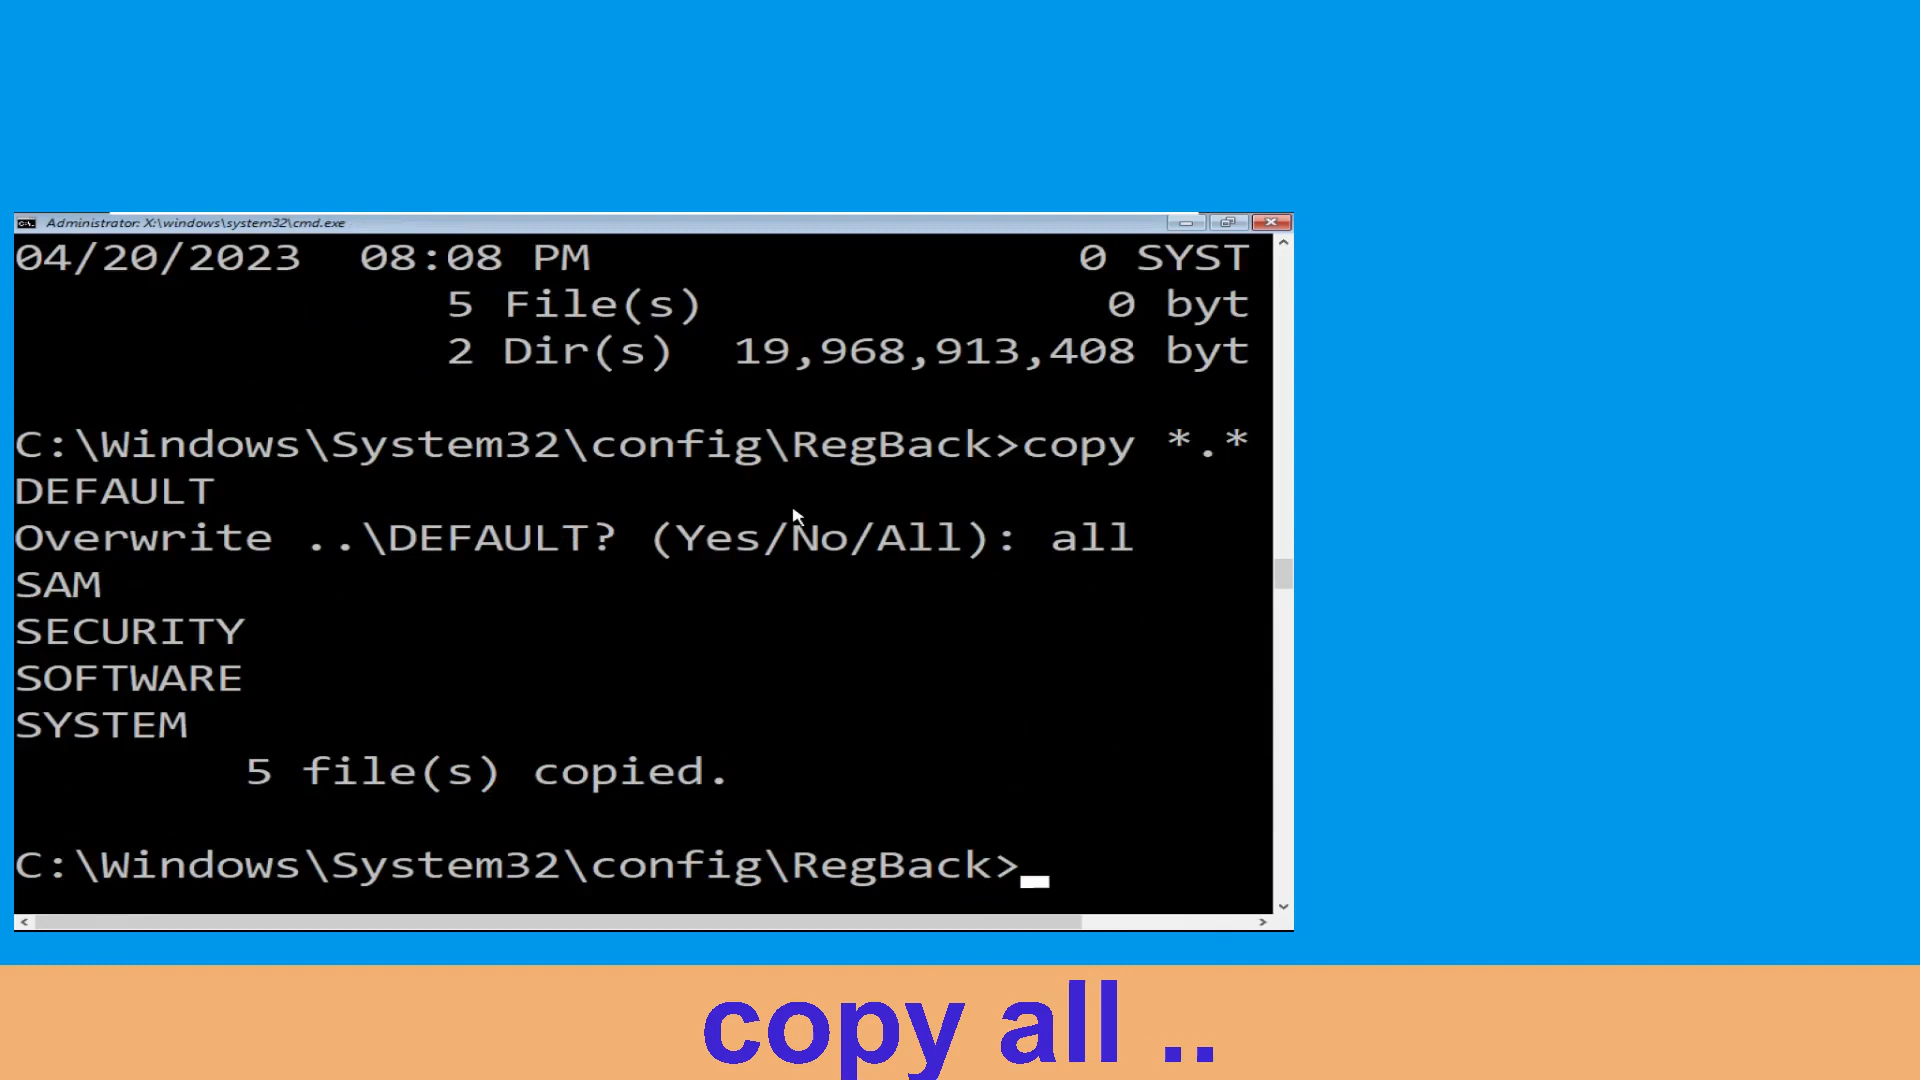 Administrator: X:\windows\system32\cmd.exe
04/20/2023 08:08 PM 0 SYST
5 File(s) 0 byt
2 Dir(s) 19,968,913,408 byt
C:\Windows\System32\config\RegBack>copy *.*
DEFAULT
Overwrite ..\DEFAULT? (Yes/No/All): all
SAM
SECURITY
SOFTWARE
SYSTEM
5 file(s) copied.
C:\Windows\System32\config\RegBack>
copy all ..